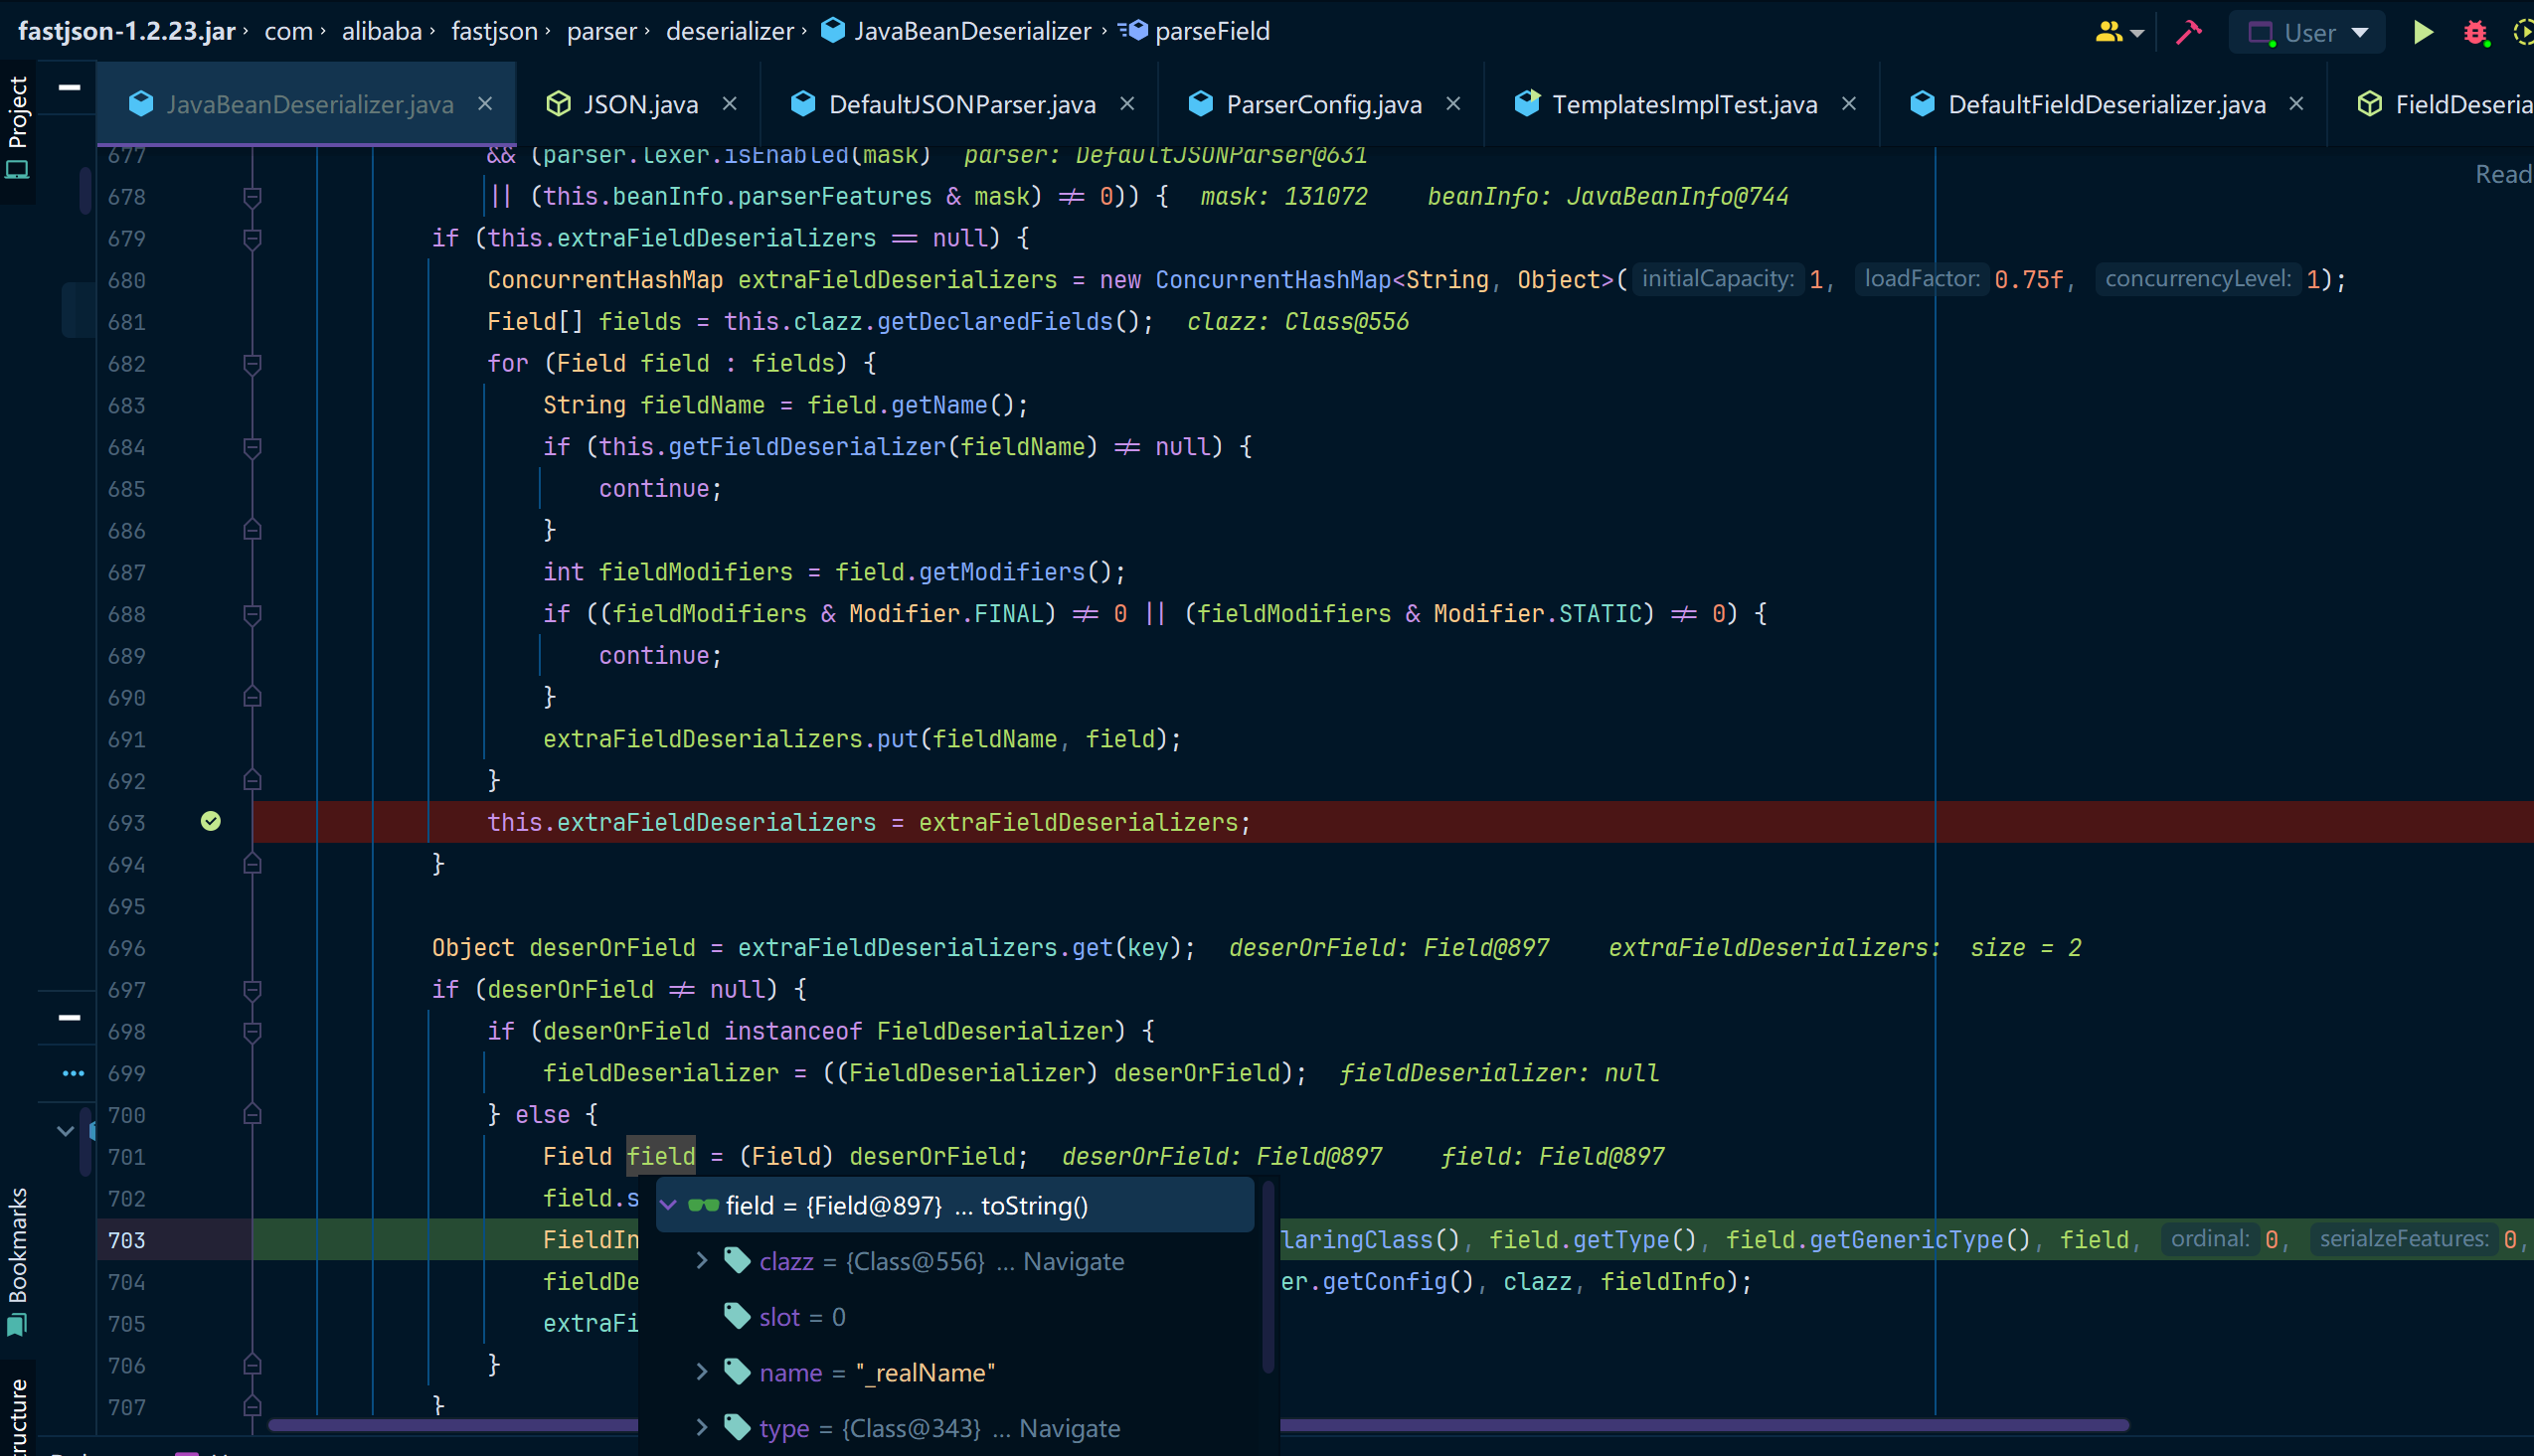 fastjson-1.2.23.jar › com › alibaba › fastjson › parser › deserializer › JavaBeanDeserializer › parseField
User
Project
JavaBeanDeserializer.java × JSON.java × DefaultJSONParser.java × ParserConfig.java × TemplatesImplTest.java × DefaultFieldDeserializer.java × FieldDeseria
Read
677 && (parser.lexer.isEnabled(mask) parser: DefaultJSONParser@631
678 || (this.beanInfo.parserFeatures & mask) != 0)) { mask: 131072 beanInfo: JavaBeanInfo@744
679 if (this.extraFieldDeserializers == null) {
680 ConcurrentHashMap extraFieldDeserializers = new ConcurrentHashMap<String, Object>( initialCapacity: 1, loadFactor: 0.75f, concurrencyLevel: 1);
681 Field[] fields = this.clazz.getDeclaredFields(); clazz: Class@556
682 for (Field field : fields) {
683 String fieldName = field.getName();
684 if (this.getFieldDeserializer(fieldName) != null) {
685 continue;
686 }
687 int fieldModifiers = field.getModifiers();
688 if ((fieldModifiers & Modifier.FINAL) != 0 || (fieldModifiers & Modifier.STATIC) != 0) {
689 continue;
690 }
691 extraFieldDeserializers.put(fieldName, field);
692 }
693 this.extraFieldDeserializers = extraFieldDeserializers;
694 }
695
696 Object deserOrField = extraFieldDeserializers.get(key); deserOrField: Field@897 extraFieldDeserializers: size = 2
697 if (deserOrField != null) {
698 if (deserOrField instanceof FieldDeserializer) {
699 fieldDeserializer = ((FieldDeserializer) deserOrField); fieldDeserializer: null
700 } else {
701 Field field = (Field) deserOrField; deserOrField: Field@897 field: Field@897
702 field.s
703 FieldIn laringClass(), field.getType(), field.getGenericType(), field, ordinal: 0, serialzeFeatures: 0,
704 fieldDe er.getConfig(), clazz, fieldInfo);
705 extraFi
706 }
707 }
field = {Field@897} ... toString()
clazz = {Class@556} ... Navigate
slot = 0
name = "_realName"
type = {Class@343} ... Navigate
Bookmarks
ructure